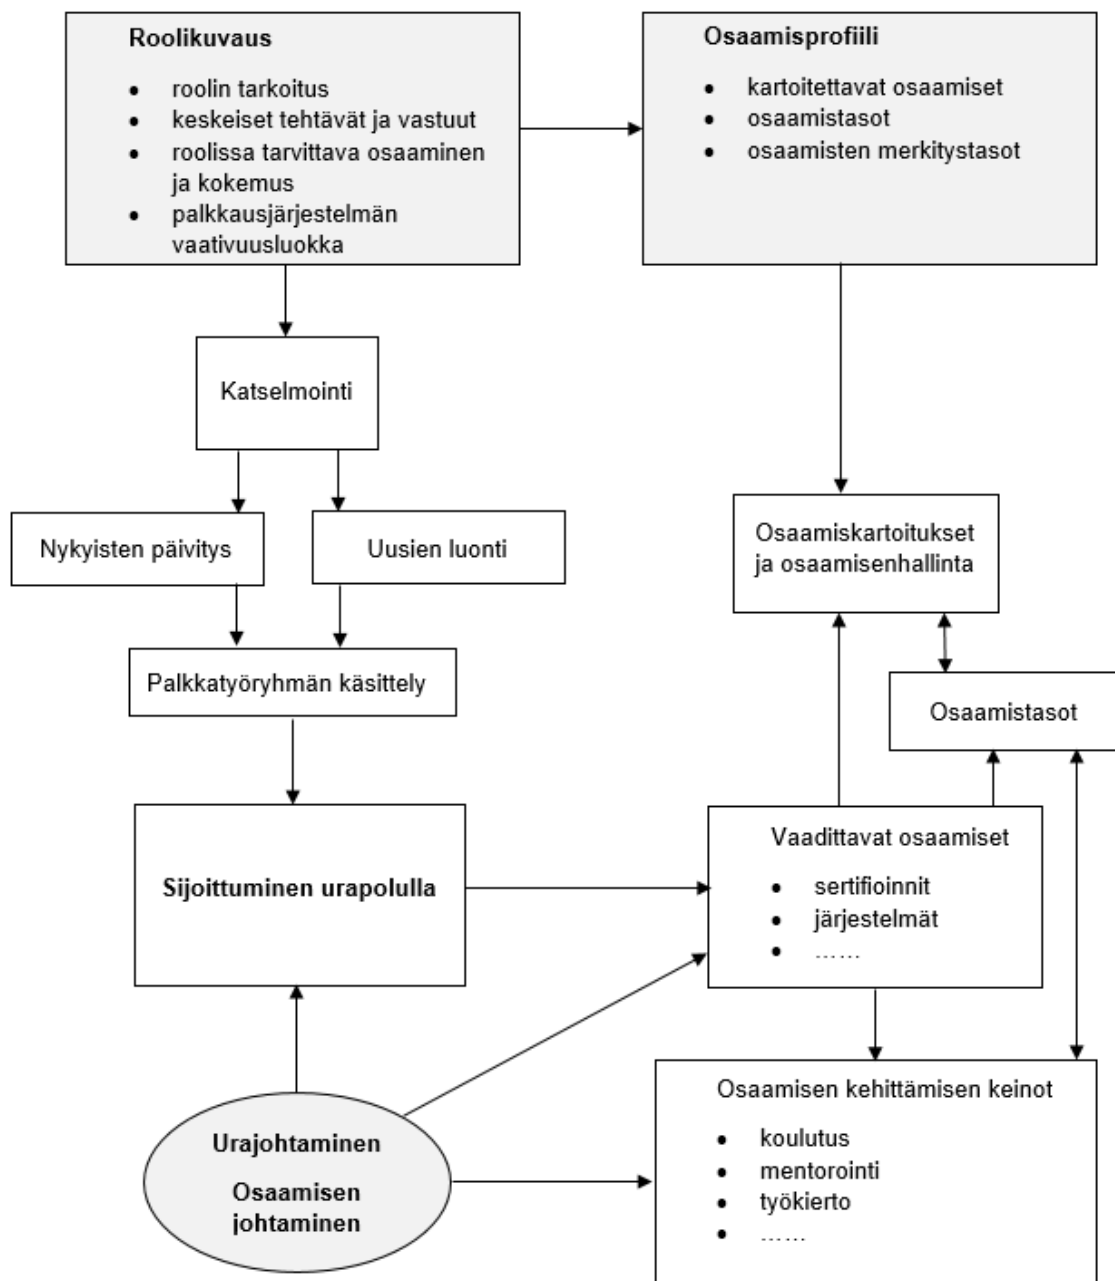 Roolikuvaus
• roolin tarkoitus
• keskeiset tehtävät ja vastuut
• roolissa tarvittava osaaminen
ja kokemus
• palkkausjärjestelmän
vaativuusluokka
Osaamisprofiili
• kartoitettavat osaamiset
• osaamistasot
• osaamisten merkitystasot
Katselmointi
Nykyisten päivitys
Uusien luonti
Osaamiskartoitukset
ja osaamisenhallinta
Palkkatyöryhmän käsittely
Osaamistasot
Sijoittuminen urapolulla
Vaadittavat osaamiset
• sertifioinnit
• järjestelmät
• ……
Urajohtaminen
Osaamisen
johtaminen
Osaamisen kehittämisen keinot
• koulutus
• mentorointi
• työkierto
• ……